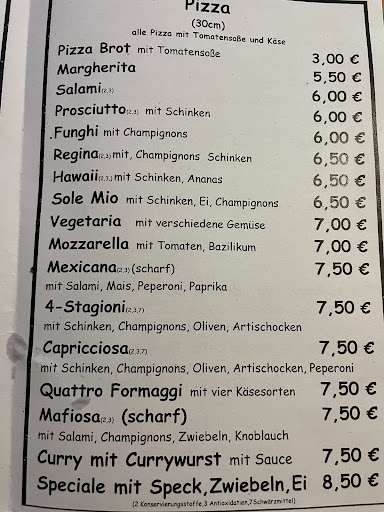 Pizza
(30cm)
alle Pizza mit Tomatensoße und Käse
Pizza Brot mit Tomatensoße 3,00 €
Margherita 5,50 €
Salami(2,3) 6,00 €
Prosciutto(2,3) mit Schinken 6,00 €
Funghi mit Champignons 6,00 €
Regina(2,3) mit, Champignons Schinken 6,50 €
Hawaii(2,3,) mit Schinken, Ananas 6,50 €
Sole Mio mit Schinken, Ei, Champignons 6,50 €
Vegetaria mit verschiedene Gemüse 7,00 €
Mozzarella mit Tomaten, Bazilikum 7,00 €
Mexicana(2,3) (scharf) 7,50 €
mit Salami, Mais, Peperoni, Paprika
4-Stagioni(2,3,7) 7,50 €
mit Schinken, Champignons, Oliven, Artischocken
Capricciosa(2,3,7) 7,50 €
mit Schinken, Champignons, Oliven, Artischocken, Peperoni
Quattro Formaggi mit vier Käsesorten 7,50 €
Mafiosa(2,3) (scharf) 7,50 €
mit Salami, Champignons, Zwiebeln, Knoblauch
Curry mit Currywurst mit Sauce 7,50 €
Speciale mit Speck,Zwiebeln,Ei 8,50 €
(2 Konservierungsstoffe,3 Antioxidatien,7Schwärzmittel)